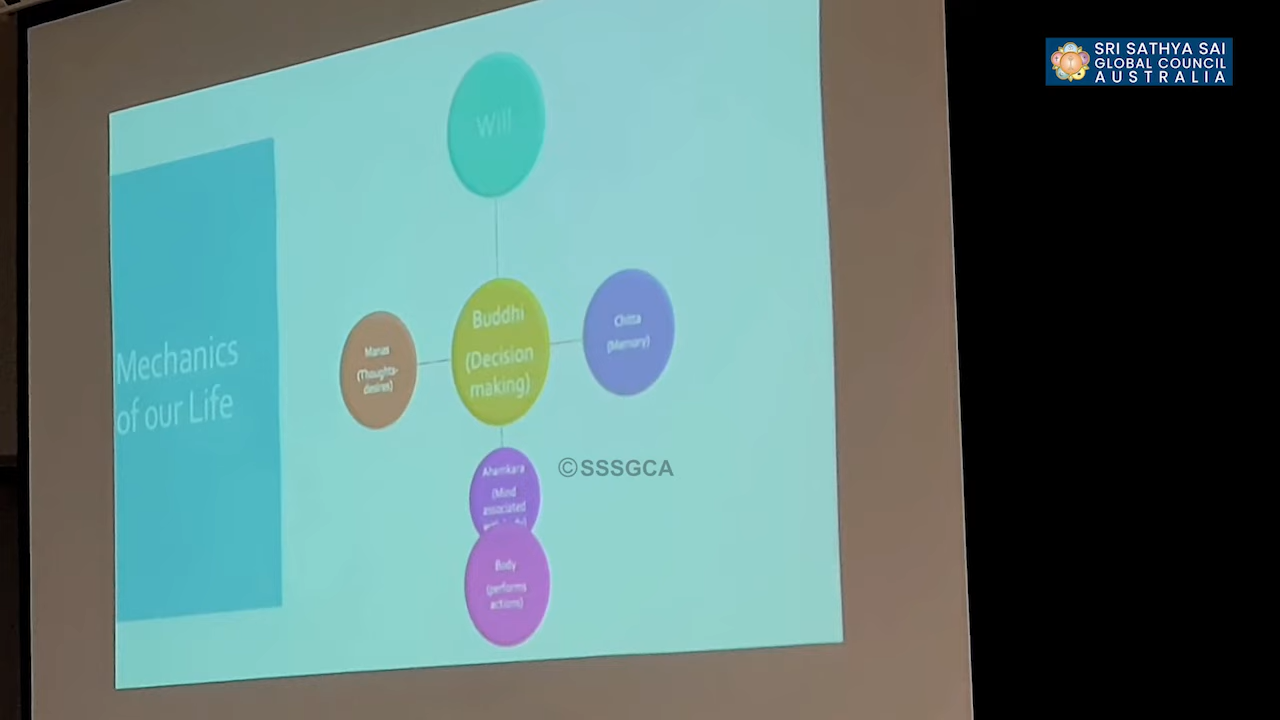 SRI SATHYA SAI
GLOBAL COUNCIL
AUSTRALIA
Mechanics
of our Life
Will
Manas
(Thoughts-
desires)
Buddhi
(Decision
making)
Chitta
(Memory)
Ahamkara
(Mind
associated
Body
(performs
actions)
©SSSGCA